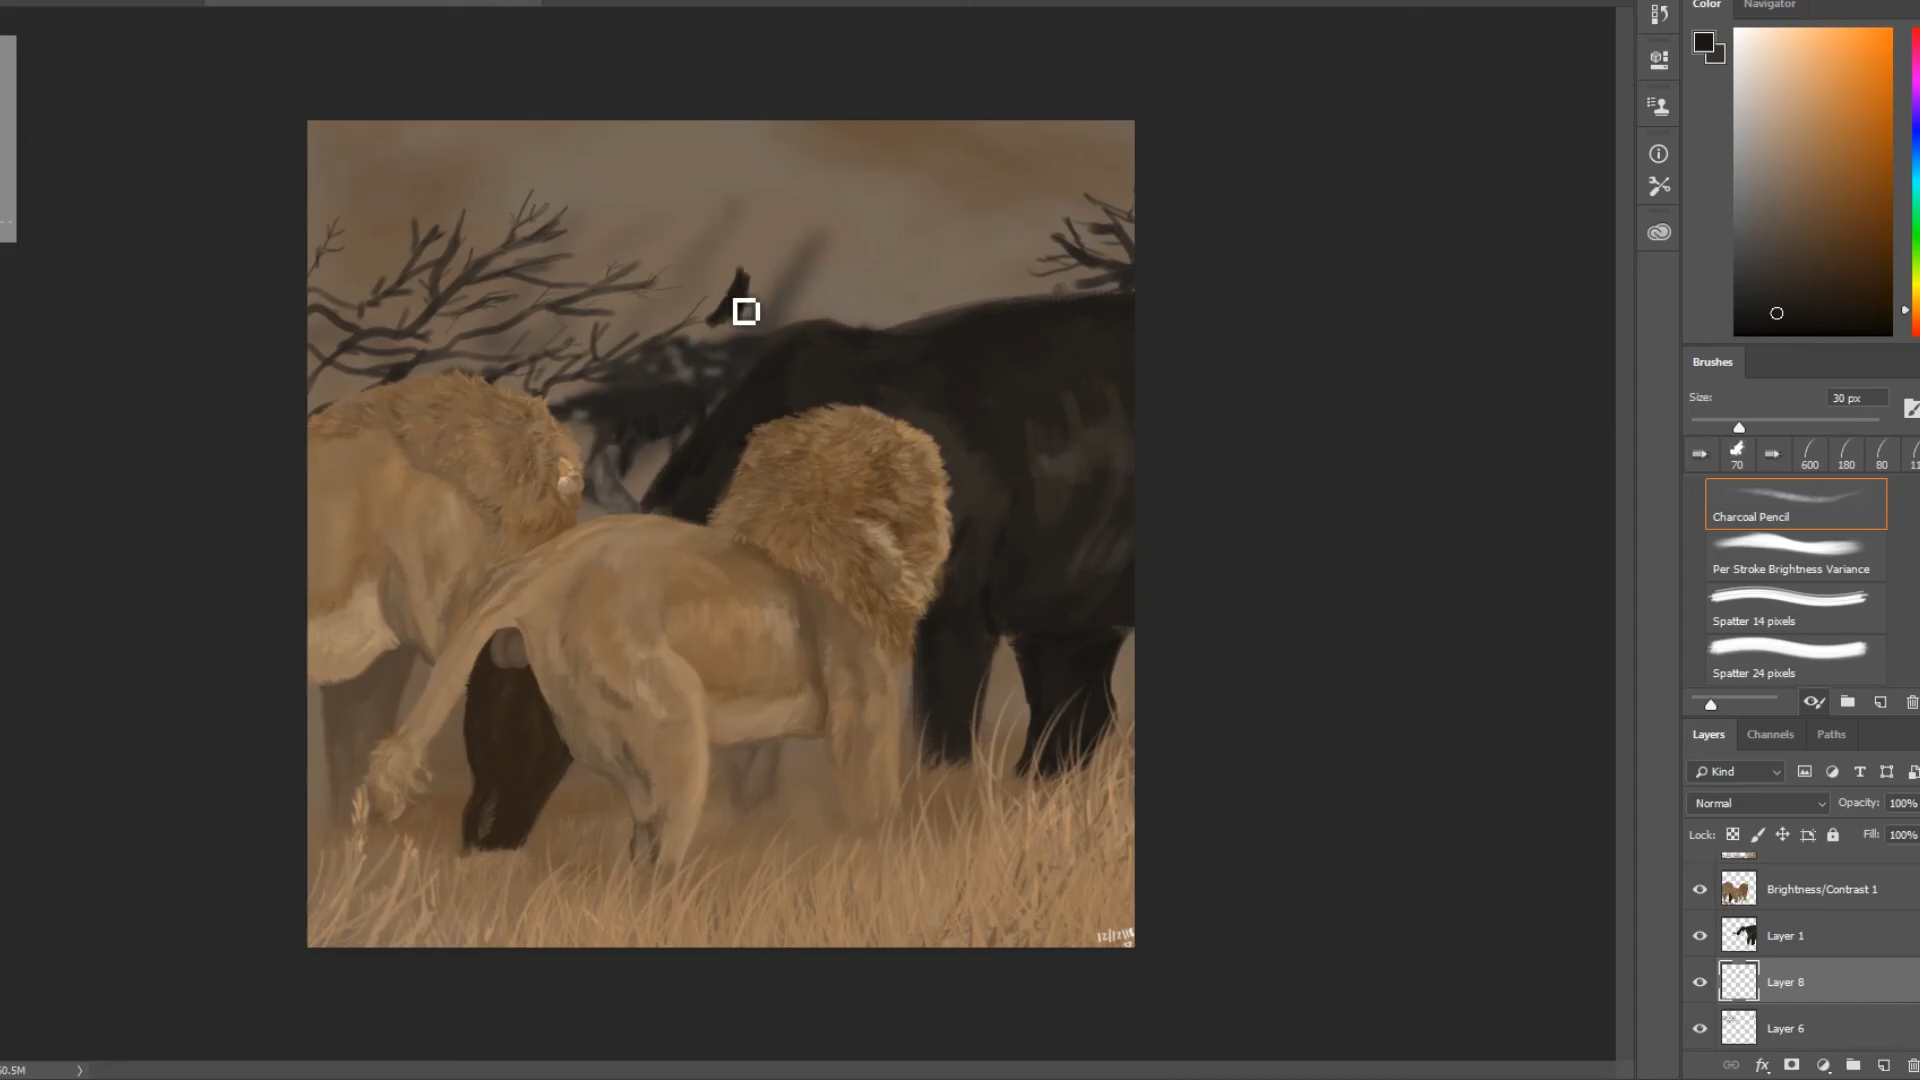 Color Navigator
Brushes
Size: 30 px
70 600 180 80
Charcoal Pencil
Per Stroke Brightness Variance
Spatter 14 pixels
Spatter 24 pixels
Layers Channels Paths
Kind
Normal Opacity: 100%
Lock: Fill: 100%
Brightness/Contrast 1
Layer 1
Layer 8
Layer 6
fx